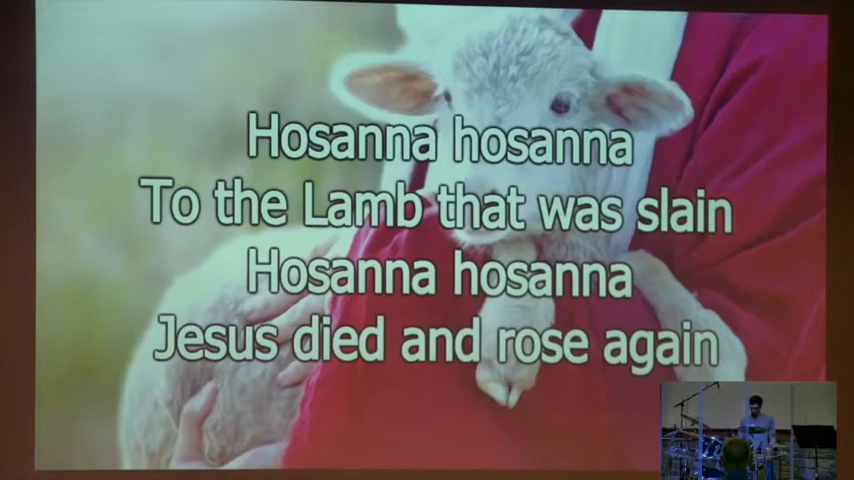 Hosanna hosanna
To the Lamb that was slain
Hosanna hosanna
Jesus died and rose again